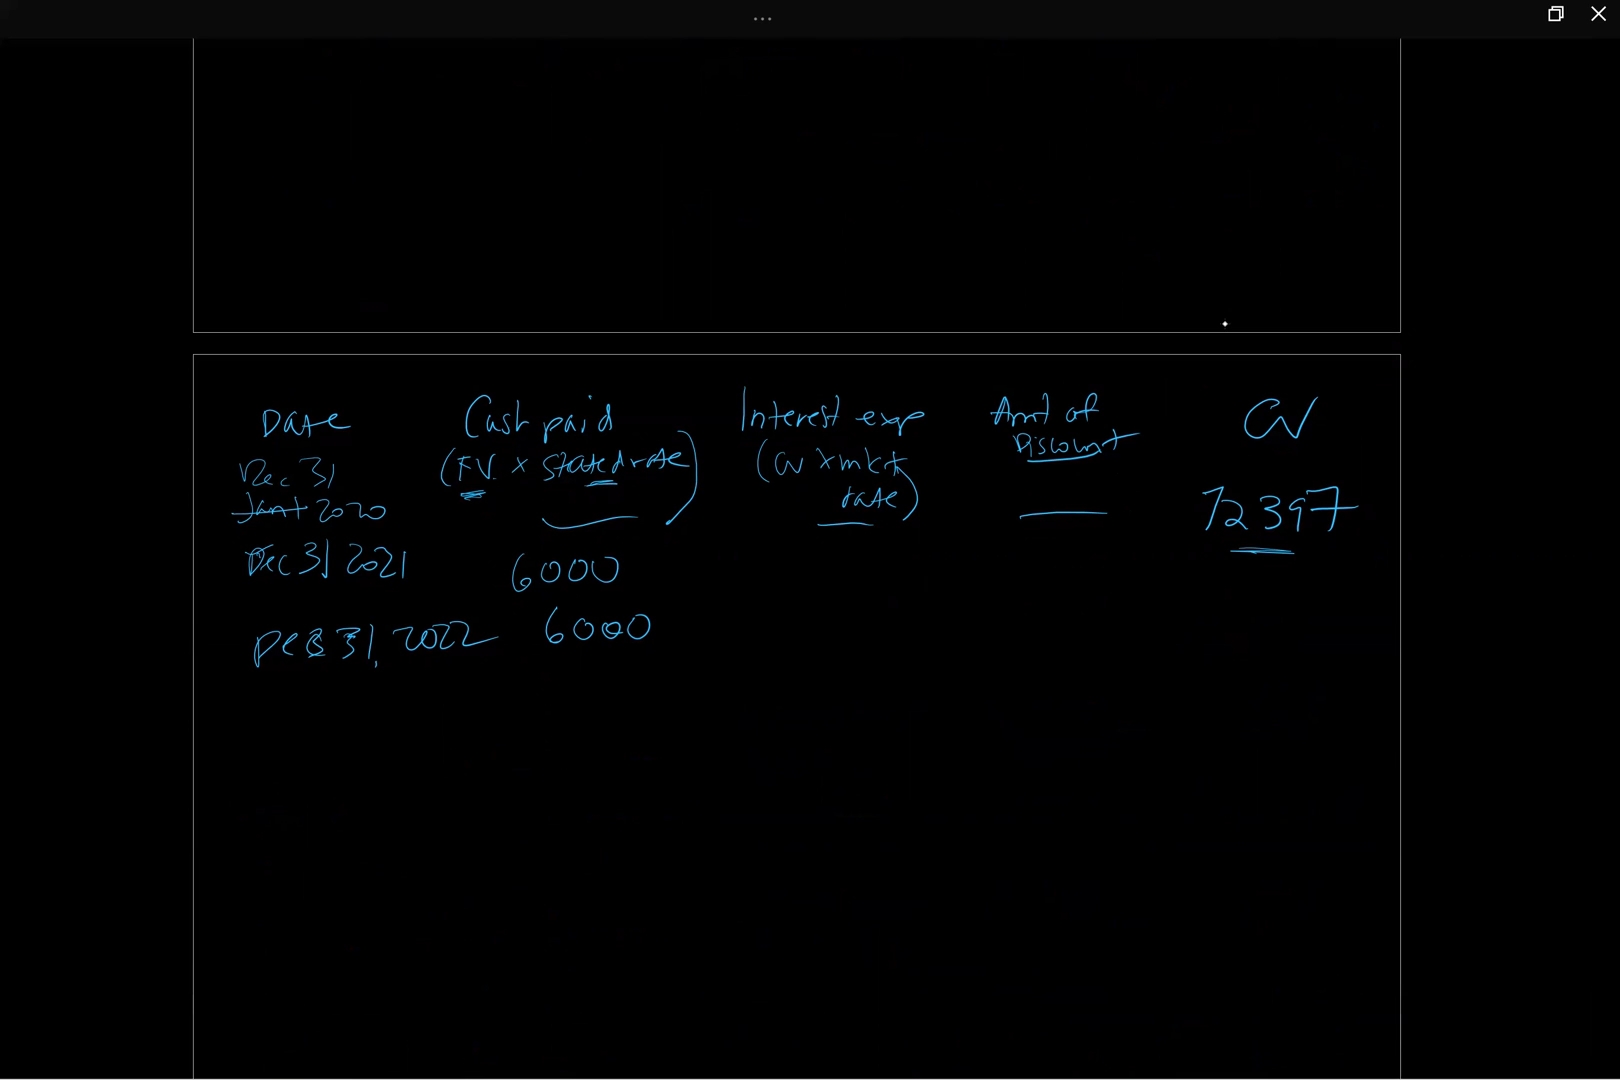 Date Cash paid Interest exp Amt of CV
Discount
(FV. x stated rate) (CV x mkt
rate)
Dec 31
Jan 1 2020 72397
Dec 31 2021 6000
Dec 31, 2022 6000